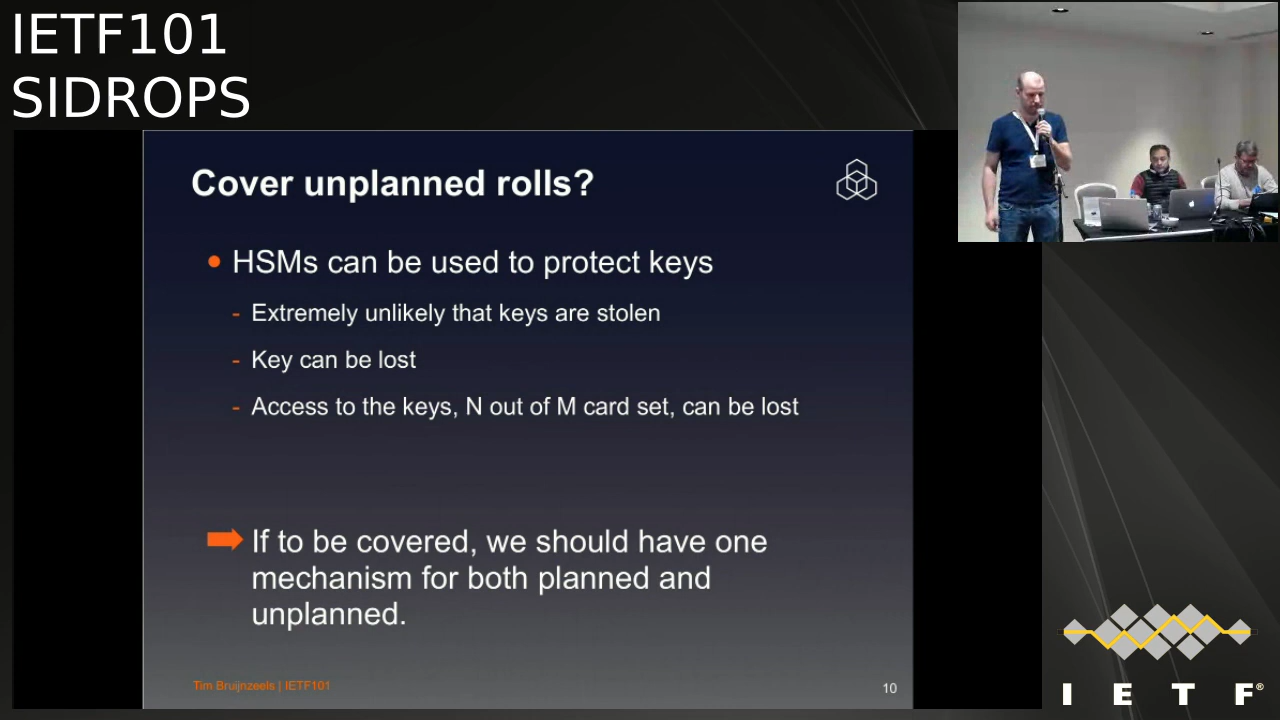 IETF101
SIDROPS
Cover unplanned rolls?
HSMs can be used to protect keys
- Extremely unlikely that keys are stolen
- Key can be lost
- Access to the keys, N out of M card set, can be lost
If to be covered, we should have one
mechanism for both planned and
unplanned.
Tim Bruijnzeels | IETF101
10
I E T F®